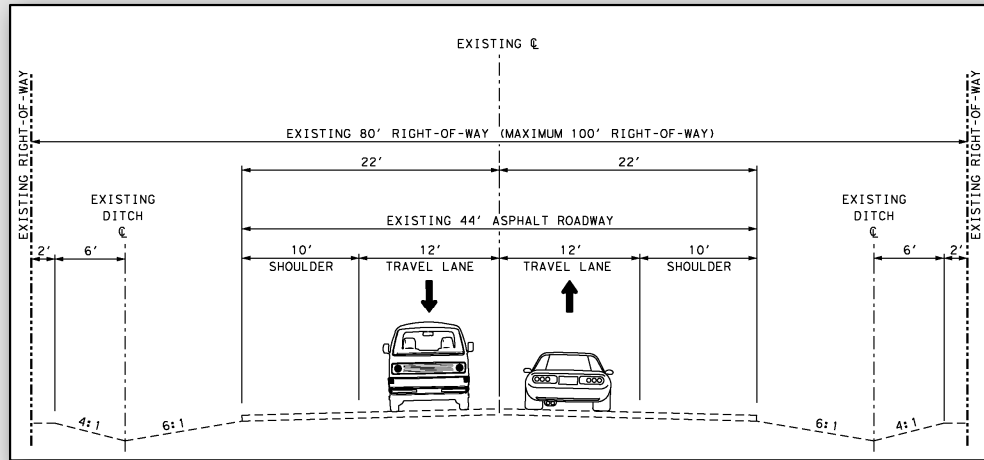 EXISTING ℄
EXISTING RIGHT-OF-WAY
EXISTING RIGHT-OF-WAY
EXISTING 80' RIGHT-OF-WAY (MAXIMUM 100' RIGHT-OF-WAY)
22' 22'
EXISTING
DITCH
℄
EXISTING
DITCH
℄
EXISTING 44' ASPHALT ROADWAY
2' 6' 10' 12' 12' 10' 6' 2'
SHOULDER TRAVEL LANE TRAVEL LANE SHOULDER
4:1 6:1 6:1 4:1